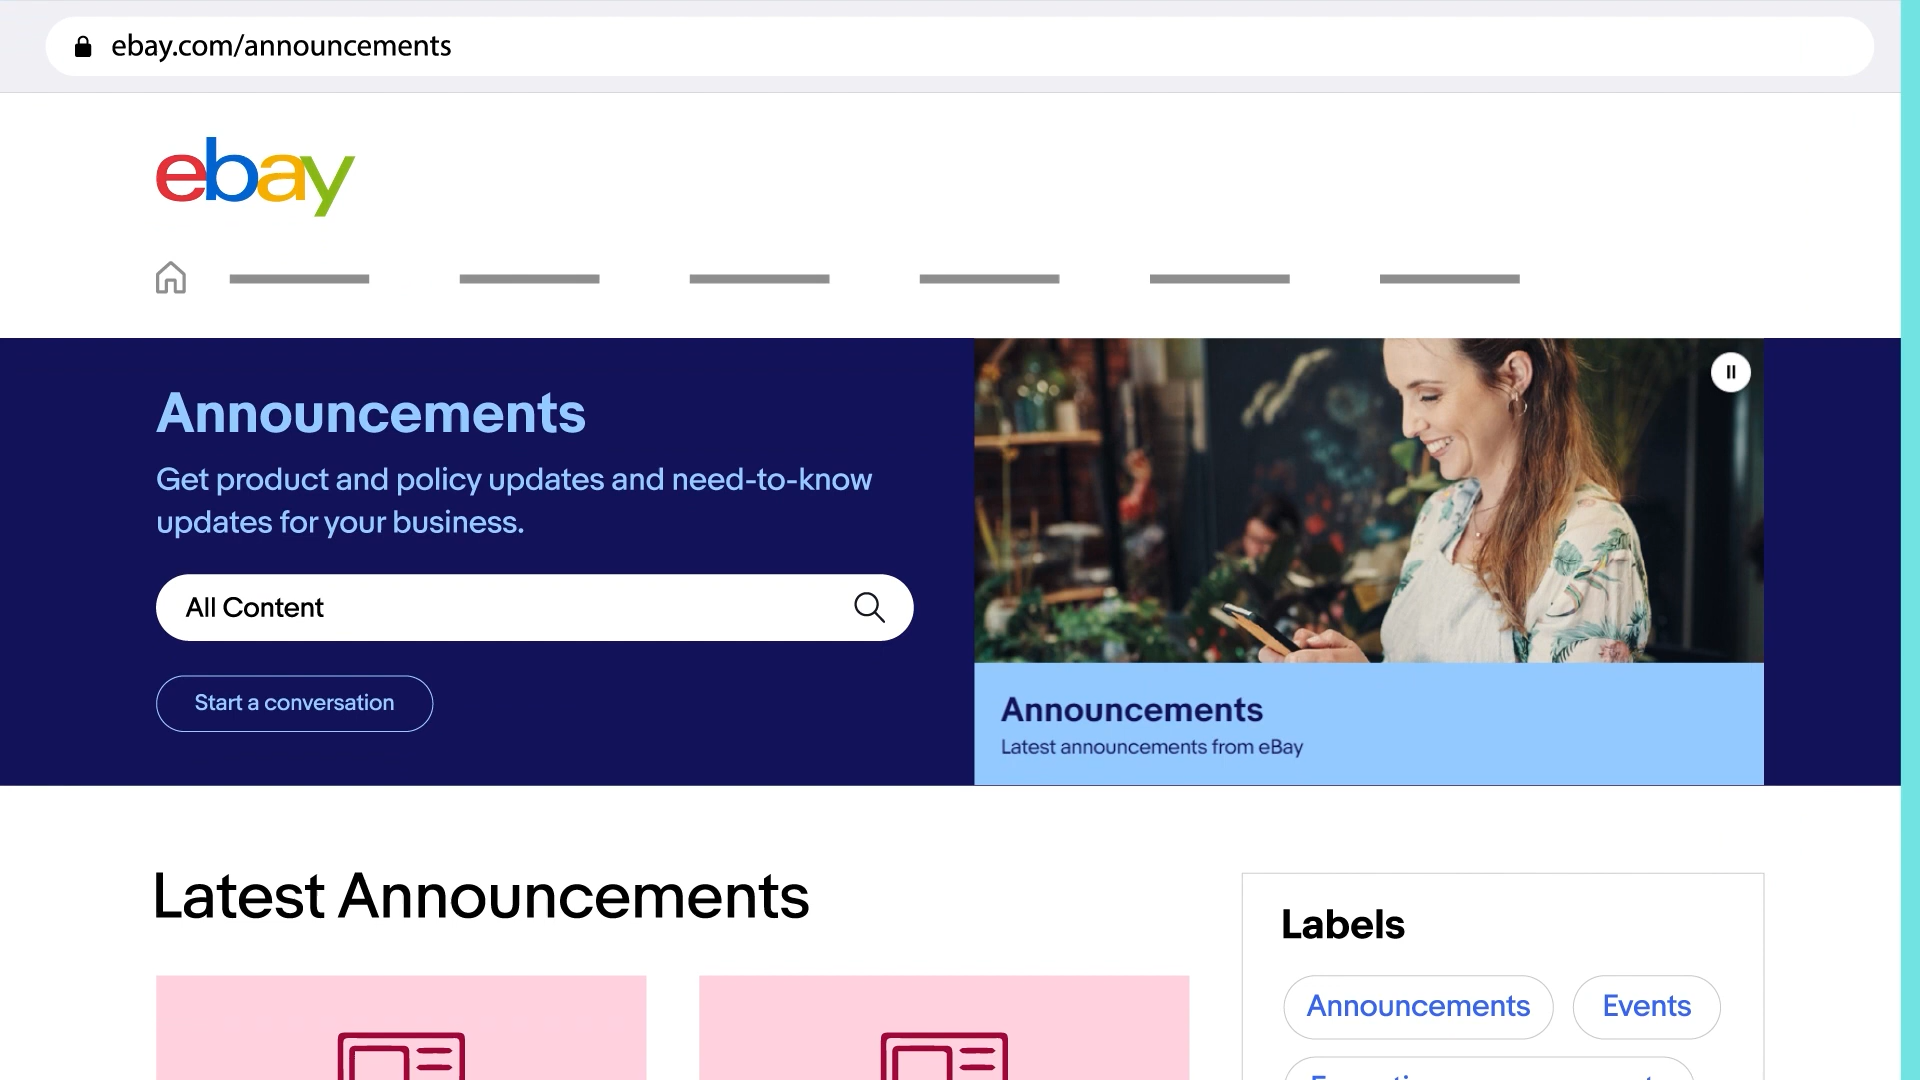 ebay.com/announcements
ebay
Announcements
Get product and policy updates and need-to-know
updates for your business.
All Content
Start a conversation
Announcements
Latest announcements from eBay
Latest Announcements
Labels
Announcements
Events